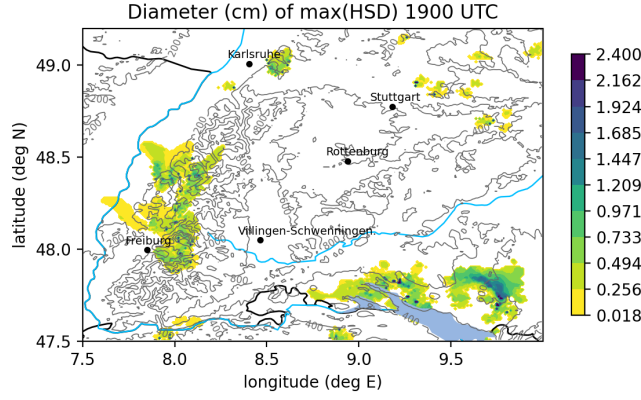 Diameter (cm) of max(HSD) 1900 UTC
2.400
2.162
1.924
1.685
1.447
1.209
0.971
0.733
0.494
0.256
0.018
49.0
48.5
48.0
47.5
latitude (deg N)
Karlsruhe
Stuttgart
Rottenburg
Villingen-Schwenningen
Freiburg
400
7.5 8.0 8.5 9.0 9.5
longitude (deg E)